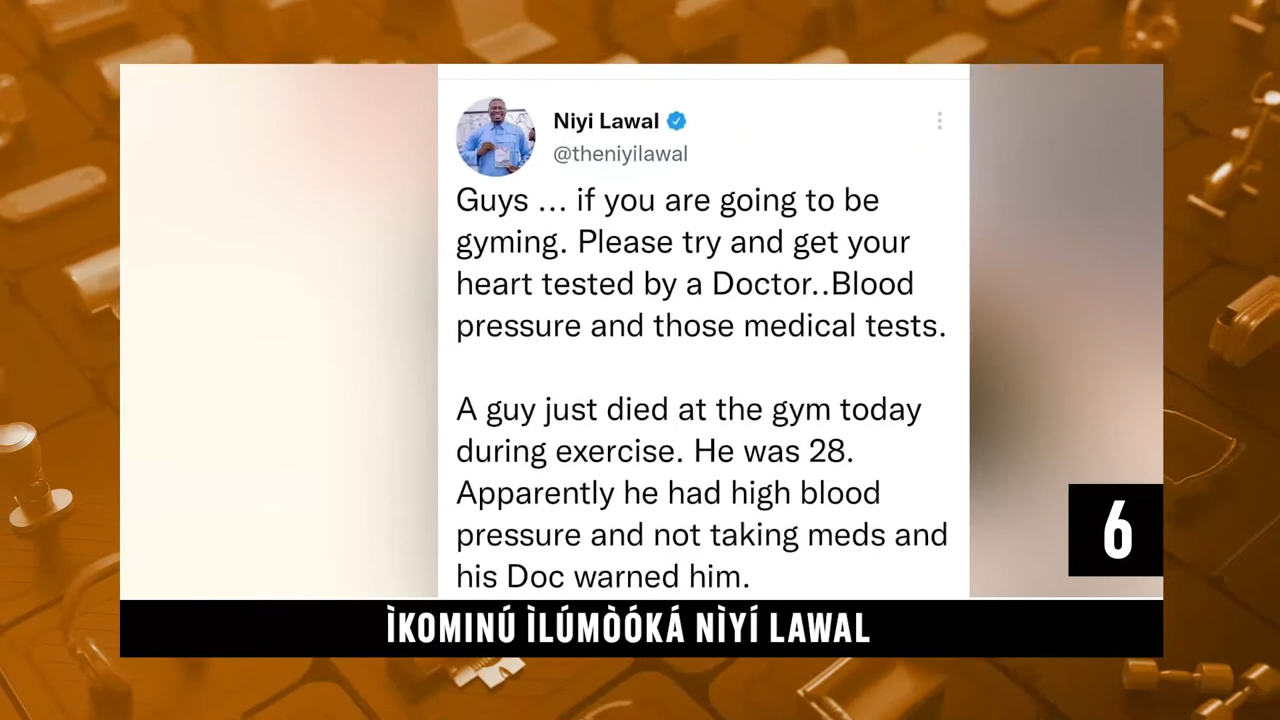 Niyi Lawal
@theniyilawal
Guys ... if you are going to be
gyming. Please try and get your
heart tested by a Doctor..Blood
pressure and those medical tests.
A guy just died at the gym today
during exercise. He was 28.
Apparently he had high blood
pressure and not taking meds and
his Doc warned him.
6
ÌKOMINÚ ÌLÚMÒÓKÁ NÌYÍ LAWAL